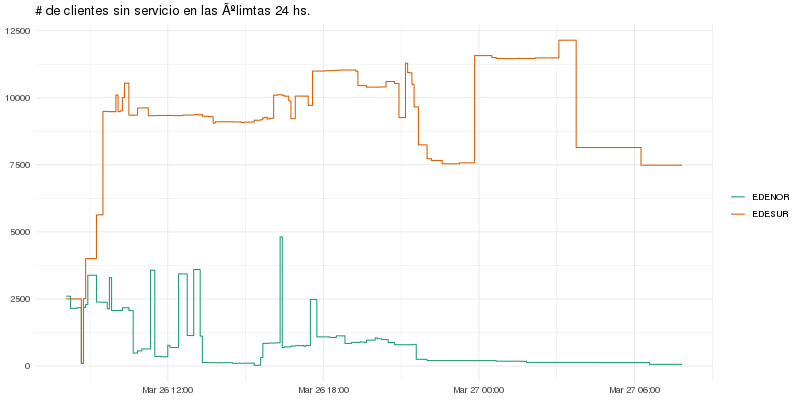 # de clientes sin servicio en las Ãºlimtas 24 hs.
12500
10000
7500
5000
2500
0
Mar 26 12:00
Mar 26 18:00
Mar 27 00:00
Mar 27 06:00
EDENOR
EDESUR